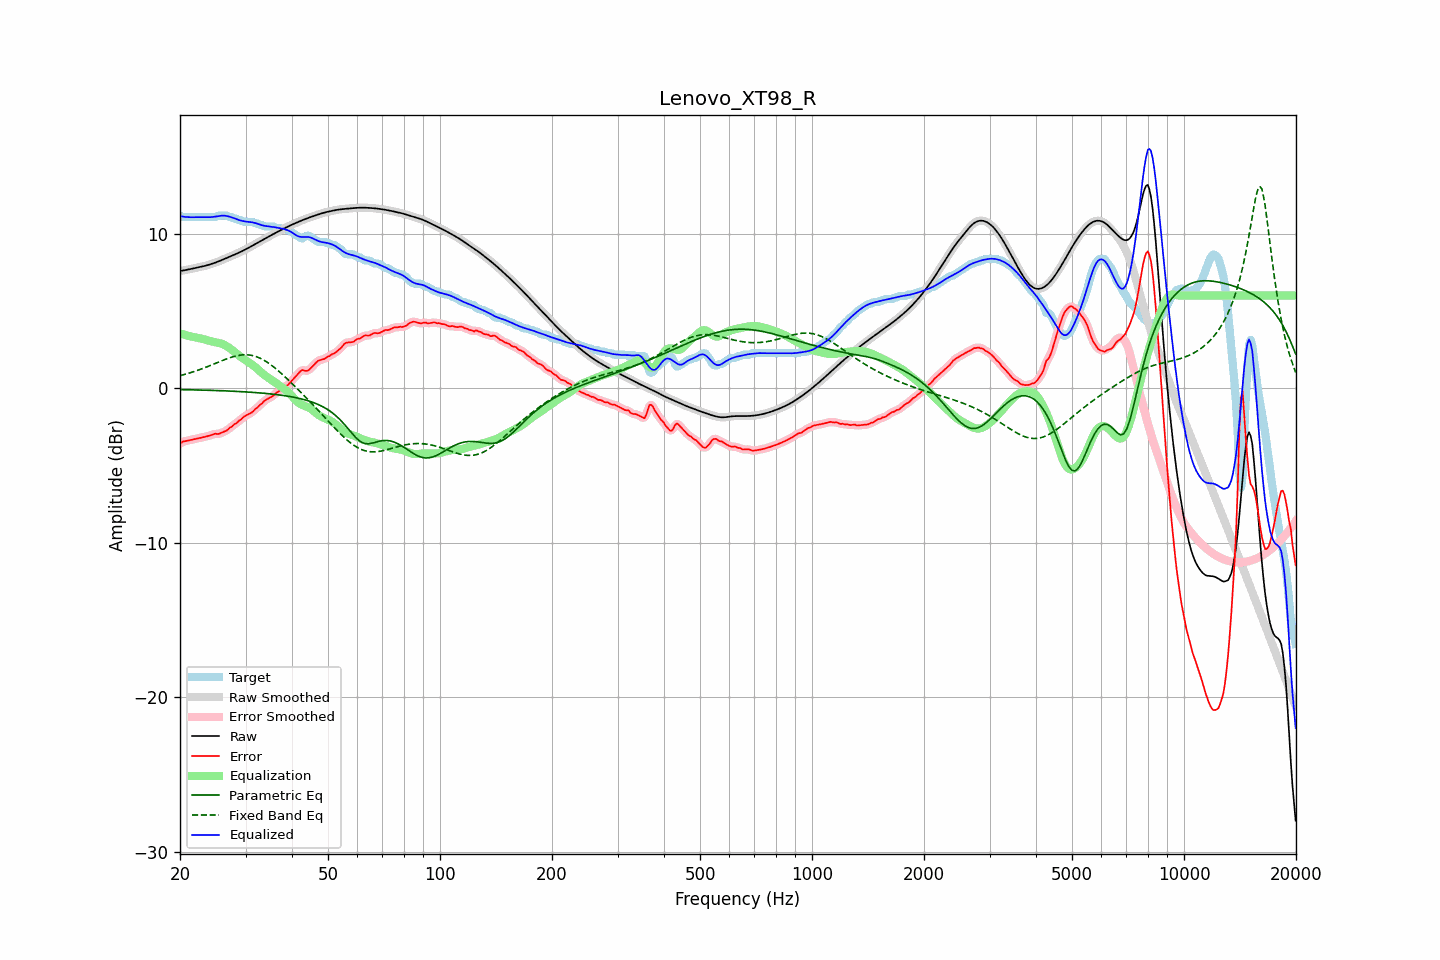 Lenovo_XT98_R
Amplitude (dBr)
10
0
−10
−20
−30
Target
Raw Smoothed
Error Smoothed
Raw
Error
Equalization
Parametric Eq
Fixed Band Eq
Equalized
20 50 100 200 500 1000 2000 5000 10000 20000
Frequency (Hz)